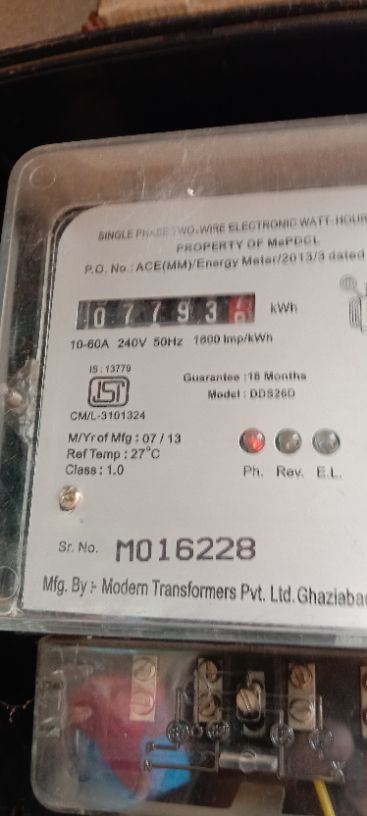 SINGLE PHASE TWO-WIRE ELECTRONIC WATT-HOUR
PROPERTY OF MePDCL
P.O. No.: ACE(MM)/Energy Meter/2013/3 dated
07793 kWh
10-60A 240V 50Hz 1600 Imp/kWh
IS : 13779
ISI
CM/L-3101324
Guarantee : 18 Months
Model : DDS26D
M/Yr of Mfg : 07 / 13
Ref Temp : 27°C
Class : 1.0
Ph. Rev. E.L.
Sr. No. M016228
Mfg. By :- Modern Transformers Pvt. Ltd. Ghaziabad